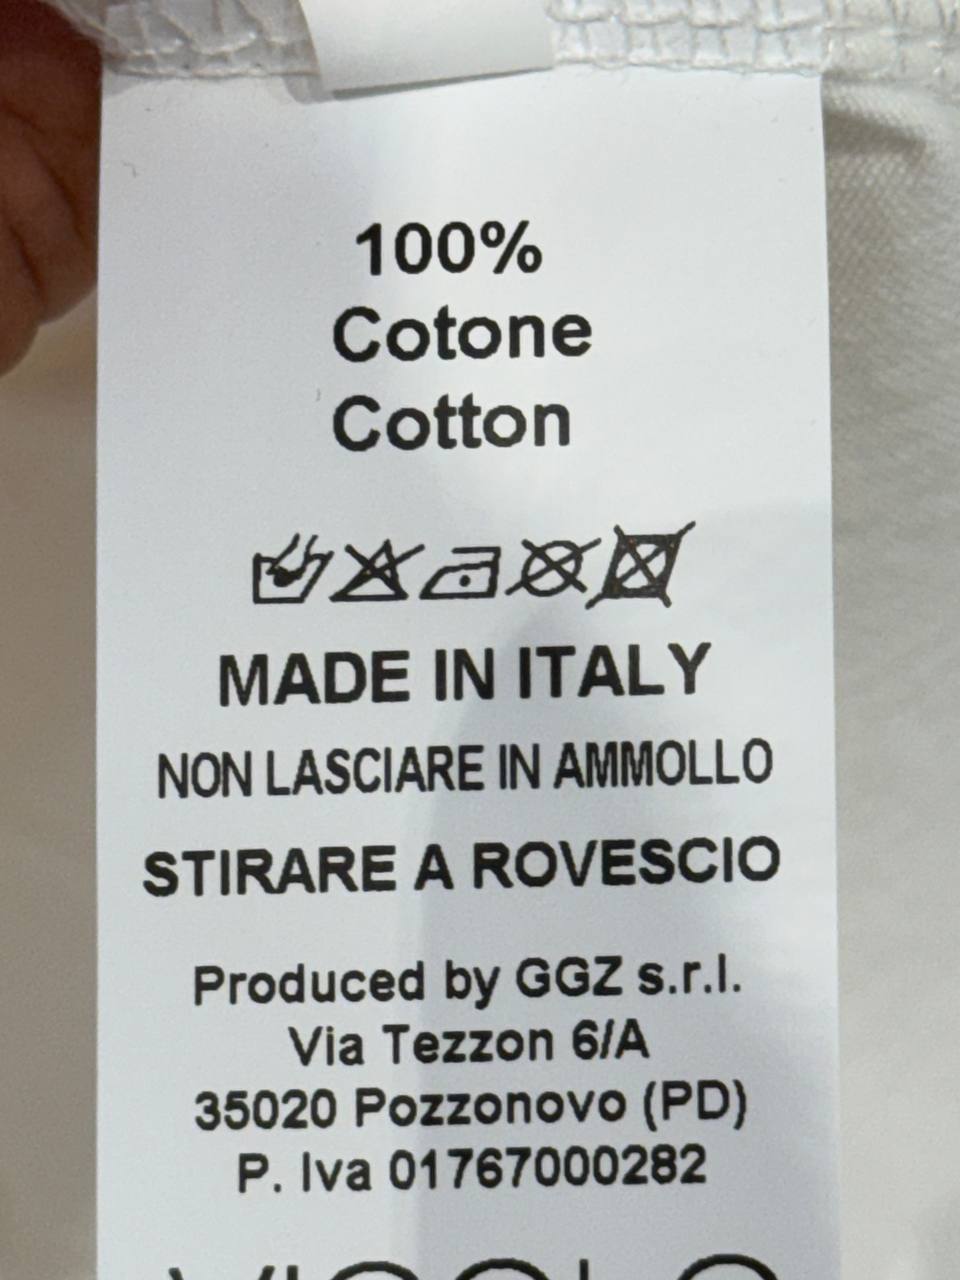 100%
Cotone
Cotton
MADE IN ITALY
NON LASCIARE IN AMMOLLO
STIRARE A ROVESCIO
Produced by GGZ s.r.l.
Via Tezzon 6/A
35020 Pozzonovo (PD)
P. Iva 01767000282